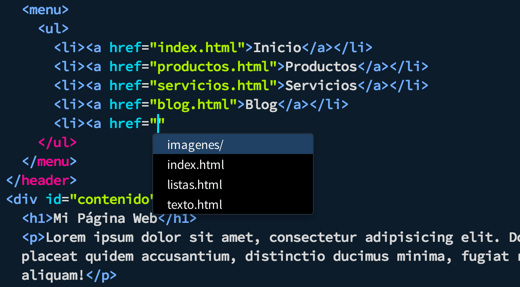 <menu>
<ul>
<li><a href="index.html">Inicio</a></li>
<li><a href="productos.html">Productos</a></li>
<li><a href="servicios.html">Servicios</a></li>
<li><a href="blog.html">Blog</a></li>
<li><a href=""
imagenes/
</ul>
index.html
</menu>
listas.html
</header>
<div id="contenido"
texto.html
<h1>Mi Página Web</h1>
<p>Lorem ipsum dolor sit amet, consectetur adipisicing elit.
placeat quidem accusantium, distinctio ducimus minima, fugiat
aliquam!</p>